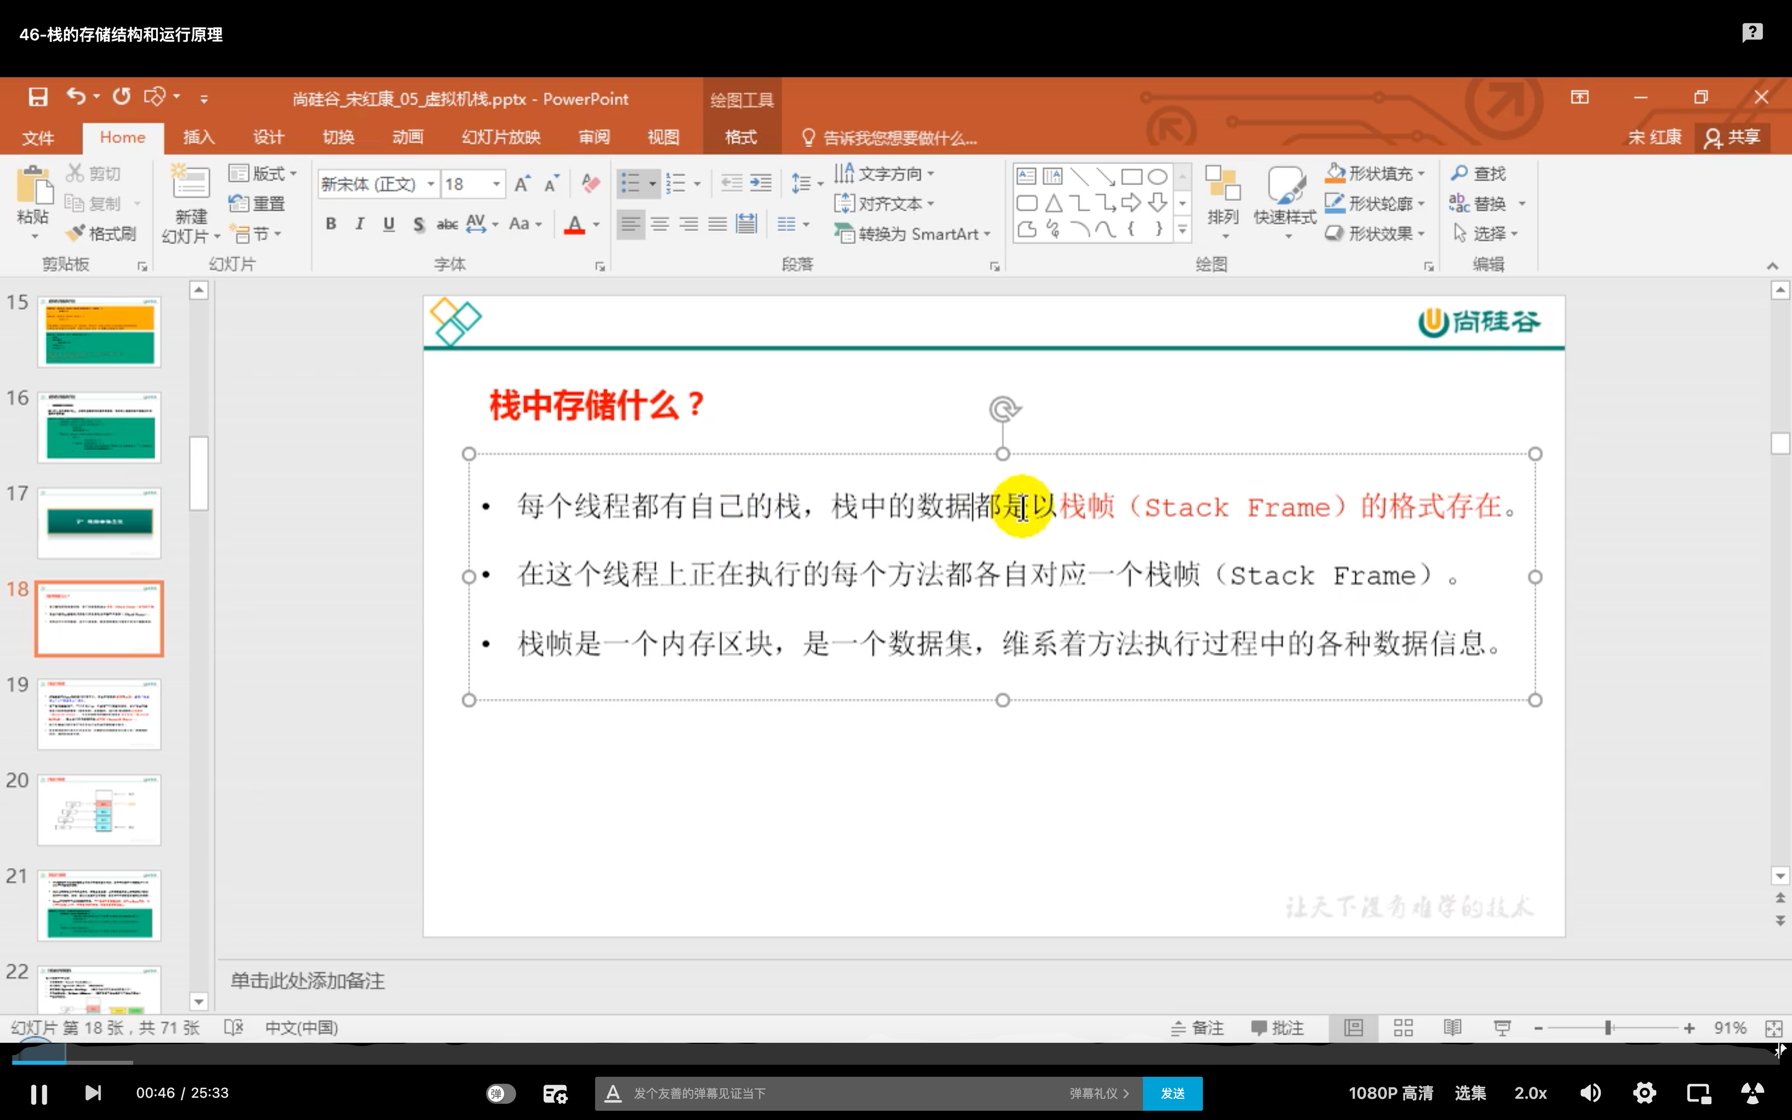 46-栈的存储结构和运行原理
尚硅谷_宋红康_05_虚拟机栈.pptx - PowerPoint
绘图工具
文件
Home
插入
设计
切换
动画
幻灯片放映
审阅
视图
格式
告诉我您想要做什么...
宋 红康
共享
粘贴
剪切
复制
格式刷
剪贴板
新建
幻灯片
版式
重置
节
幻灯片
新宋体 (正文)
18
B I U S abc AV Aa A
字体
文字方向
对齐文本
转换为 SmartArt
段落
排列
快速样式
形状填充
形状轮廓
形状效果
绘图
查找
替换
选择
编辑
15
16
17
18
19
20
21
22
尚硅谷
栈中存储什么？
• 每个线程都有自己的栈，栈中的数据都是以栈帧（Stack Frame）的格式存在。
• 在这个线程上正在执行的每个方法都各自对应一个栈帧（Stack Frame）。
• 栈帧是一个内存区块，是一个数据集，维系着方法执行过程中的各种数据信息。
让天下没有难学的技术
单击此处添加备注
幻灯片 第 18 张，共 71 张
中文(中国)
备注
批注
91%
00:46 / 25:33
弹
发个友善的弹幕见证当下
弹幕礼仪
发送
1080P 高清
选集
2.0x